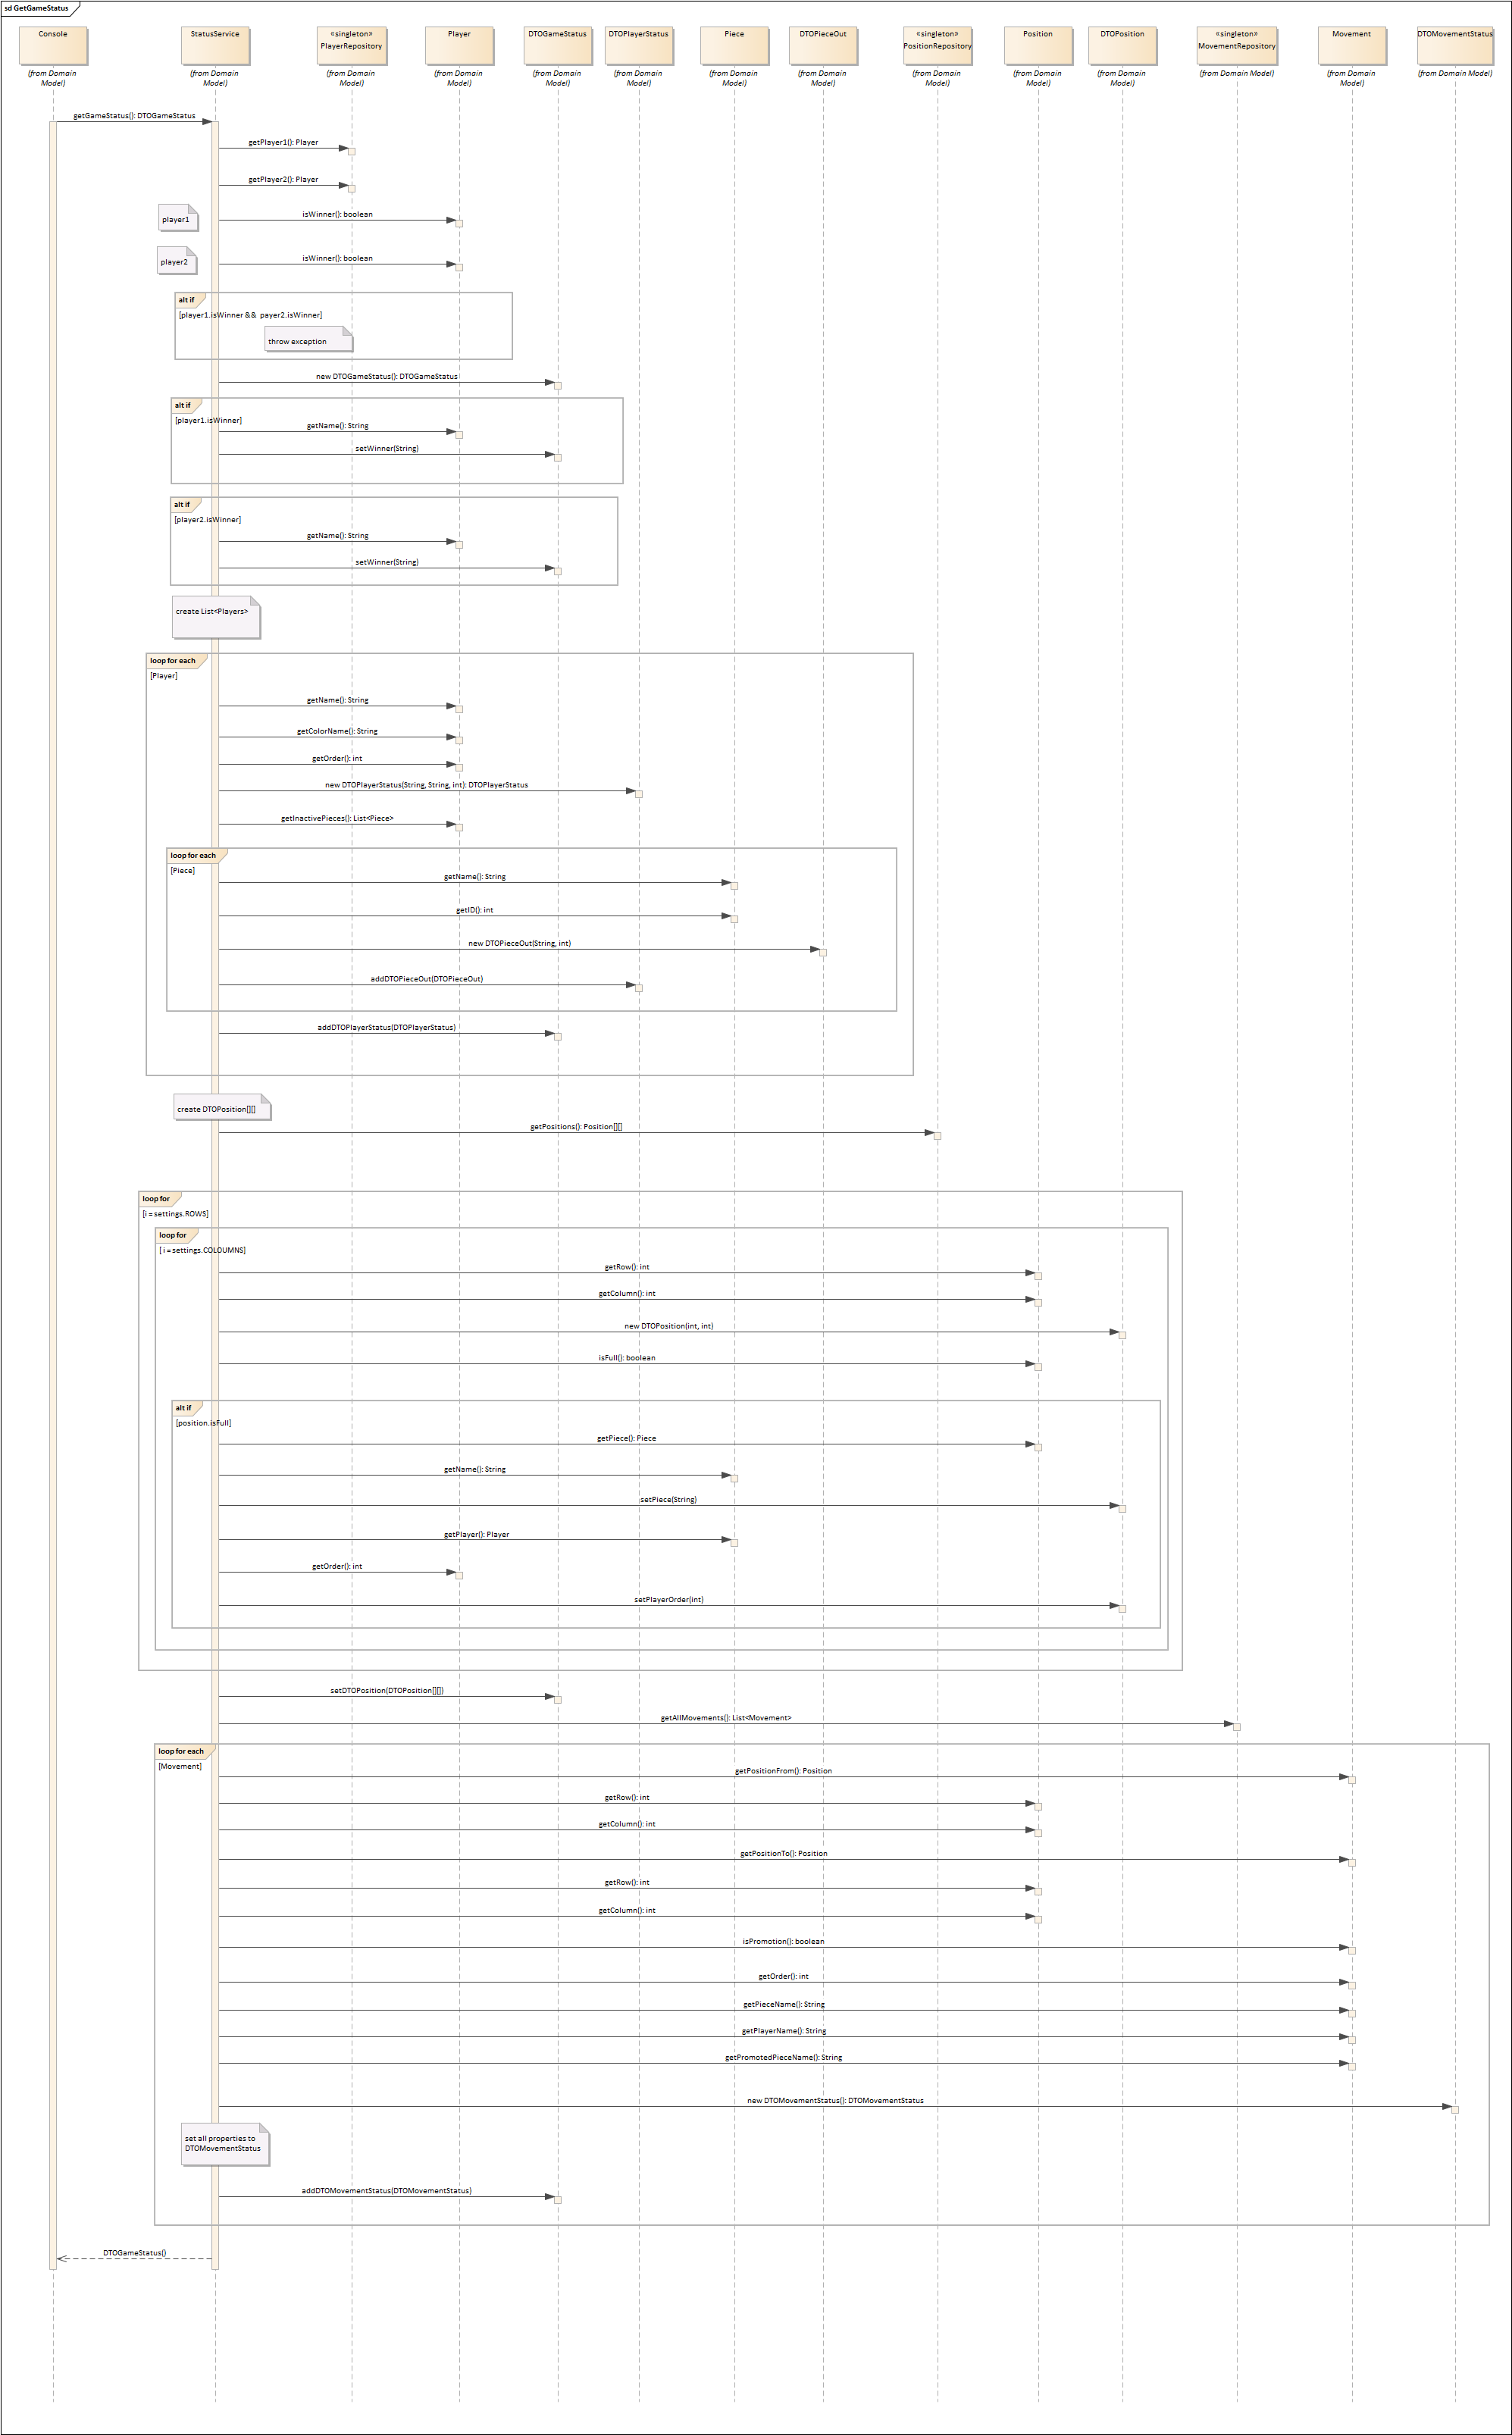 sd GetGameStatus
Console
StatusService
«singleton»
PlayerRepository
Player
DTOGameStatus
DTOPlayerStatus
Piece
DTOPieceOut
«singleton»
PositionRepository
Position
DTOPosition
«singleton»
MovementRepository
Movement
DTOMovementStatus
(from Domain
Model)
(from Domain
Model)
(from Domain
Model)
(from Domain
Model)
(from Domain
Model)
(from Domain
Model)
(from Domain
Model)
(from Domain
Model)
(from Domain
Model)
(from Domain
Model)
(from Domain
Model)
(from Domain Model)
(from Domain
Model)
(from Domain Model)
getGameStatus(): DTOGameStatus
getPlayer1(): Player
getPlayer2(): Player
player1
isWinner(): boolean
player2
isWinner(): boolean
alt if
[player1.isWinner && payer2.isWinner]
throw exception
new DTOGameStatus(): DTOGameStatus
alt if
[player1.isWinner]
getName(): String
setWinner(String)
alt if
[player2.isWinner]
getName(): String
setWinner(String)
create List<Players>
loop for each
[Player]
getName(): String
getColorName(): String
getOrder(): int
new DTOPlayerStatus(String, String, int): DTOPlayerStatus
getInactivePieces(): List<Piece>
loop for each
[Piece]
getName(): String
getID(): int
new DTOPieceOut(String, int)
addDTOPieceOut(DTOPieceOut)
addDTOPlayerStatus(DTOPlayerStatus)
create DTOPosition[][]
getPositions(): Position[][]
loop for
[i = settings.ROWS]
loop for
[ i = settings.COLOUMNS]
getRow(): int
getColumn(): int
new DTOPosition(int, int)
isFull(): boolean
alt if
[position.isFull]
getPiece(): Piece
getName(): String
setPiece(String)
getPlayer(): Player
getOrder(): int
setPlayerOrder(int)
setDTOPosition(DTOPosition[][])
getAllMovements(): List<Movement>
loop for each
[Movement]
getPositionFrom(): Position
getRow(): int
getColumn(): int
getPositionTo(): Position
getRow(): int
getColumn(): int
isPromotion(): boolean
getOrder(): int
getPieceName(): String
getPlayerName(): String
getPromotedPieceName(): String
new DTOMovementStatus(): DTOMovementStatus
set all properties to
DTOMovementStatus
addDTOMovementStatus(DTOMovementStatus)
DTOGameStatus()